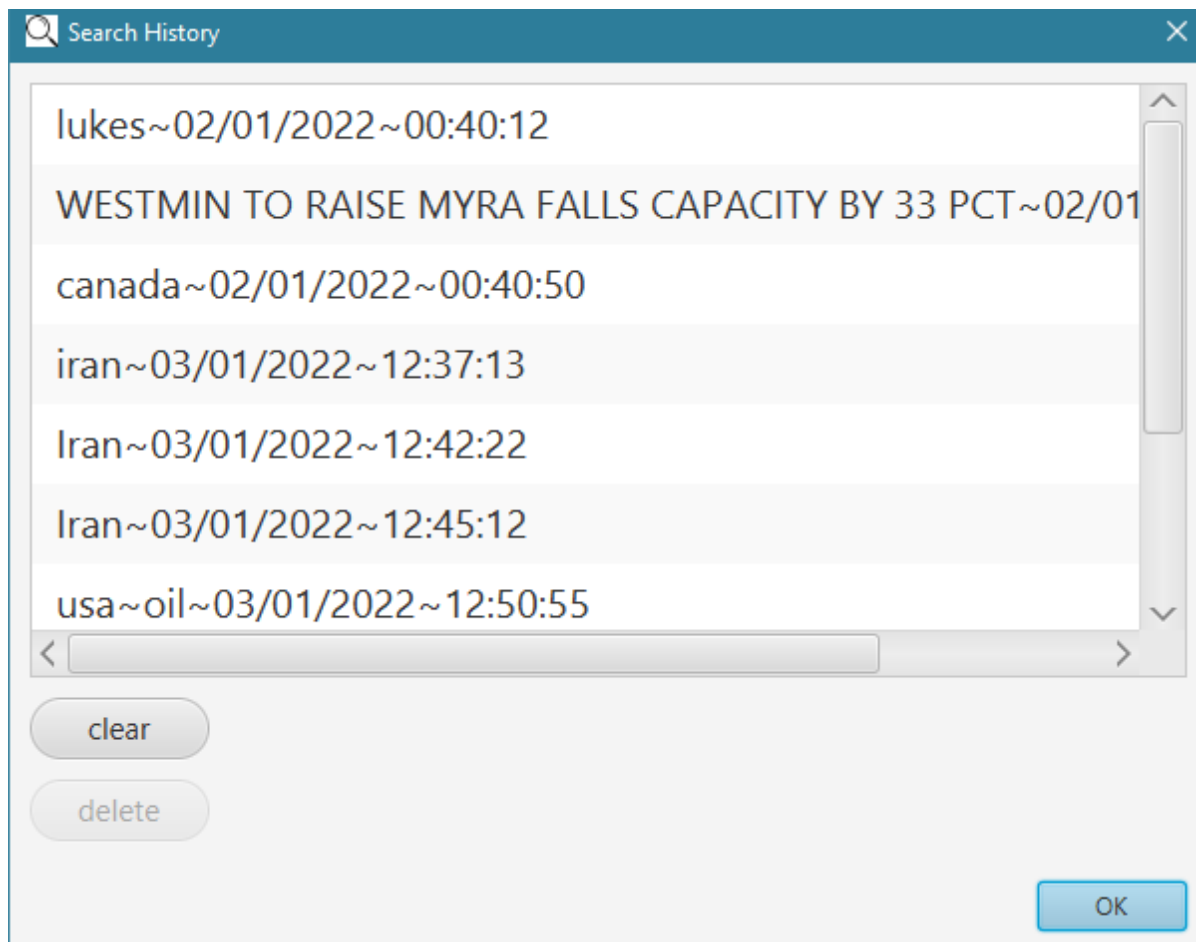 Search History
lukes~02/01/2022~00:40:12
WESTMIN TO RAISE MYRA FALLS CAPACITY BY 33 PCT~02/01
canada~02/01/2022~00:40:50
iran~03/01/2022~12:37:13
Iran~03/01/2022~12:42:22
Iran~03/01/2022~12:45:12
usa~oil~03/01/2022~12:50:55
clear
delete
OK